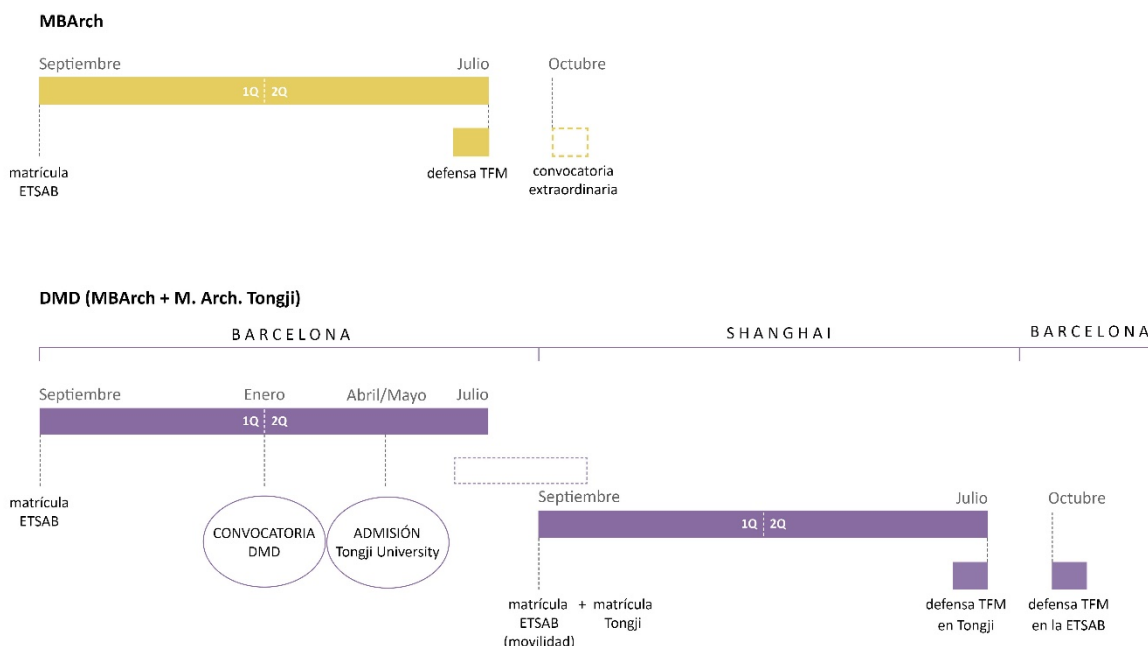 MBArch
Septiembre Julio Octubre
1Q 2Q
matrícula
ETSAB
defensa TFM
convocatoria
extraordinaria
DMD (MBArch + M. Arch. Tongji)
BARCELONA SHANGHAI BARCELONA
Septiembre Enero Abril/Mayo Julio
1Q 2Q
matrícula
ETSAB
CONVOCATORIA
DMD
ADMISIÓN
Tongji University
Septiembre Julio Octubre
1Q 2Q
matrícula + matrícula
ETSAB Tongji
(movilidad)
defensa TFM
en Tongji
defensa TFM
en la ETSAB